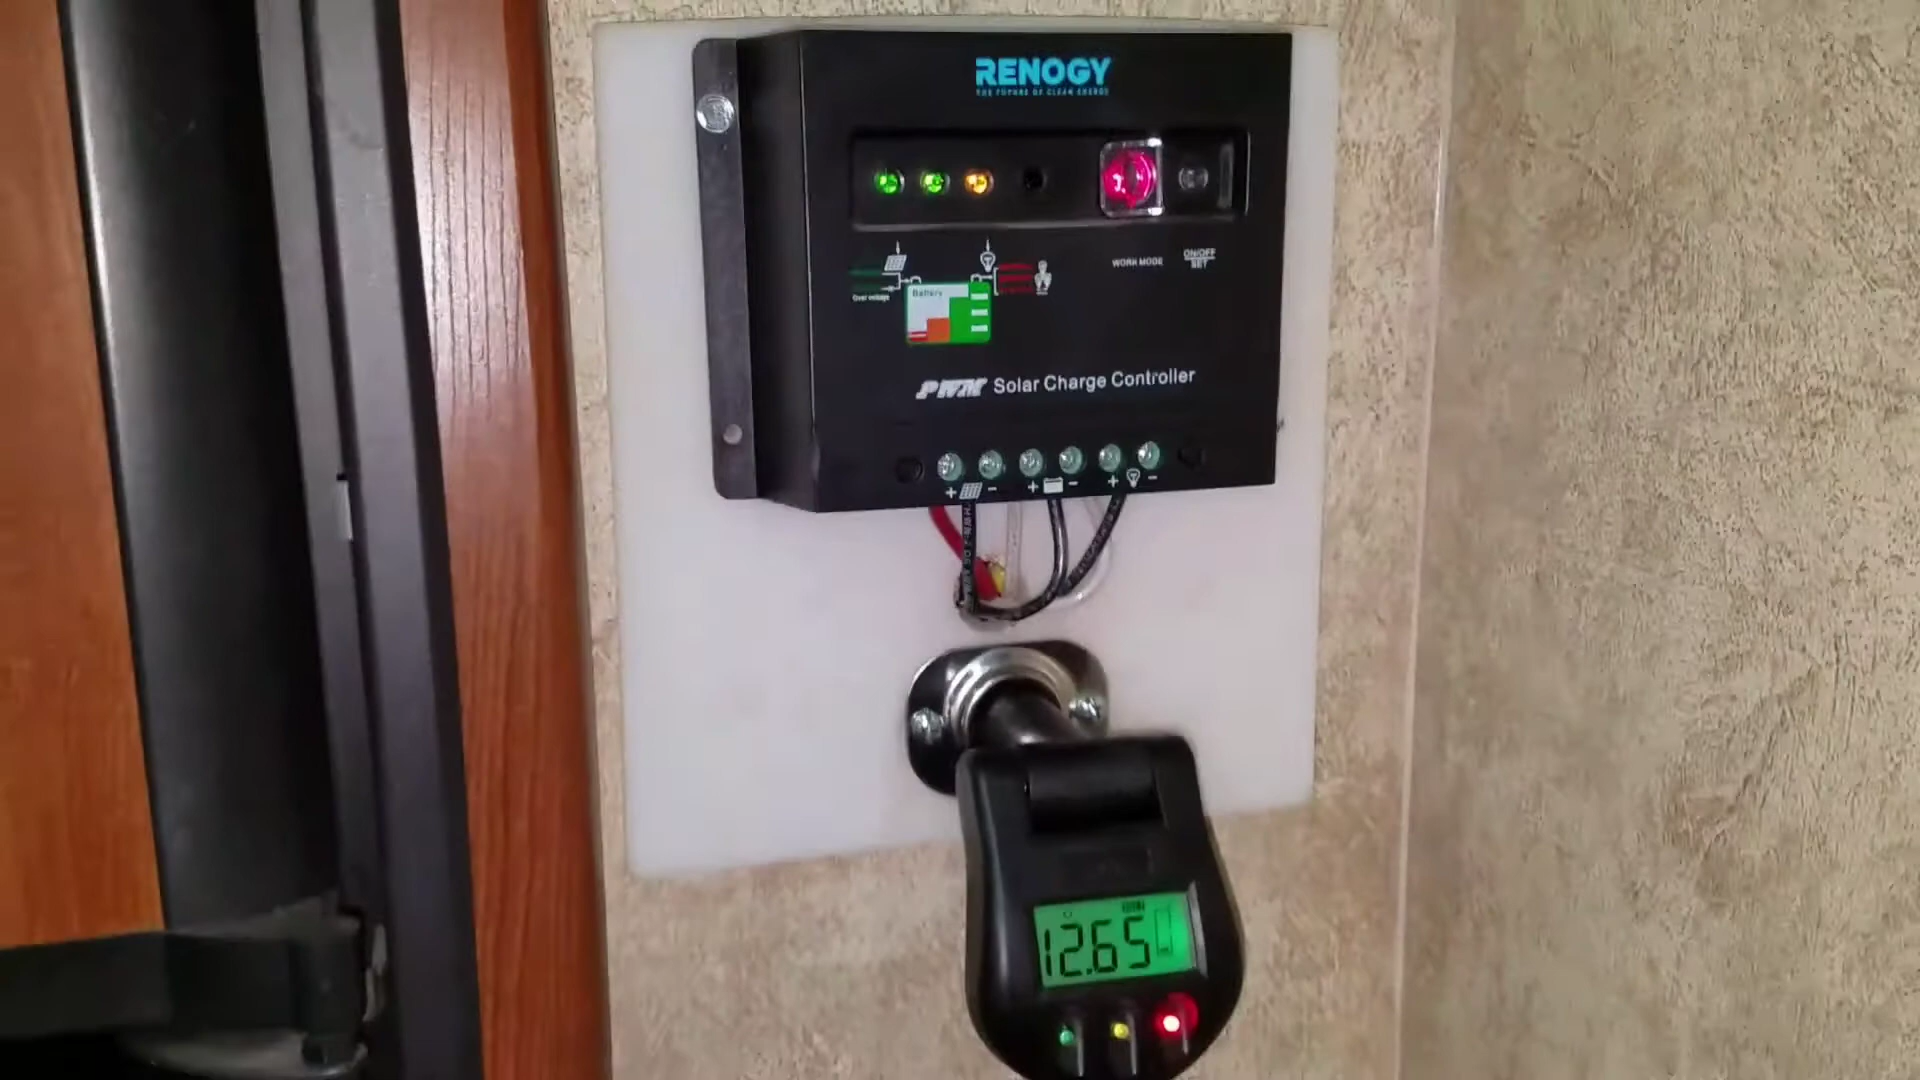 RENOGY
THE FUTURE OF CLEAN ENERGY
WORK MODE
ON/OFF
SET
Over voltage
Battery
PWM Solar Charge Controller
+ - + - + -
12.65